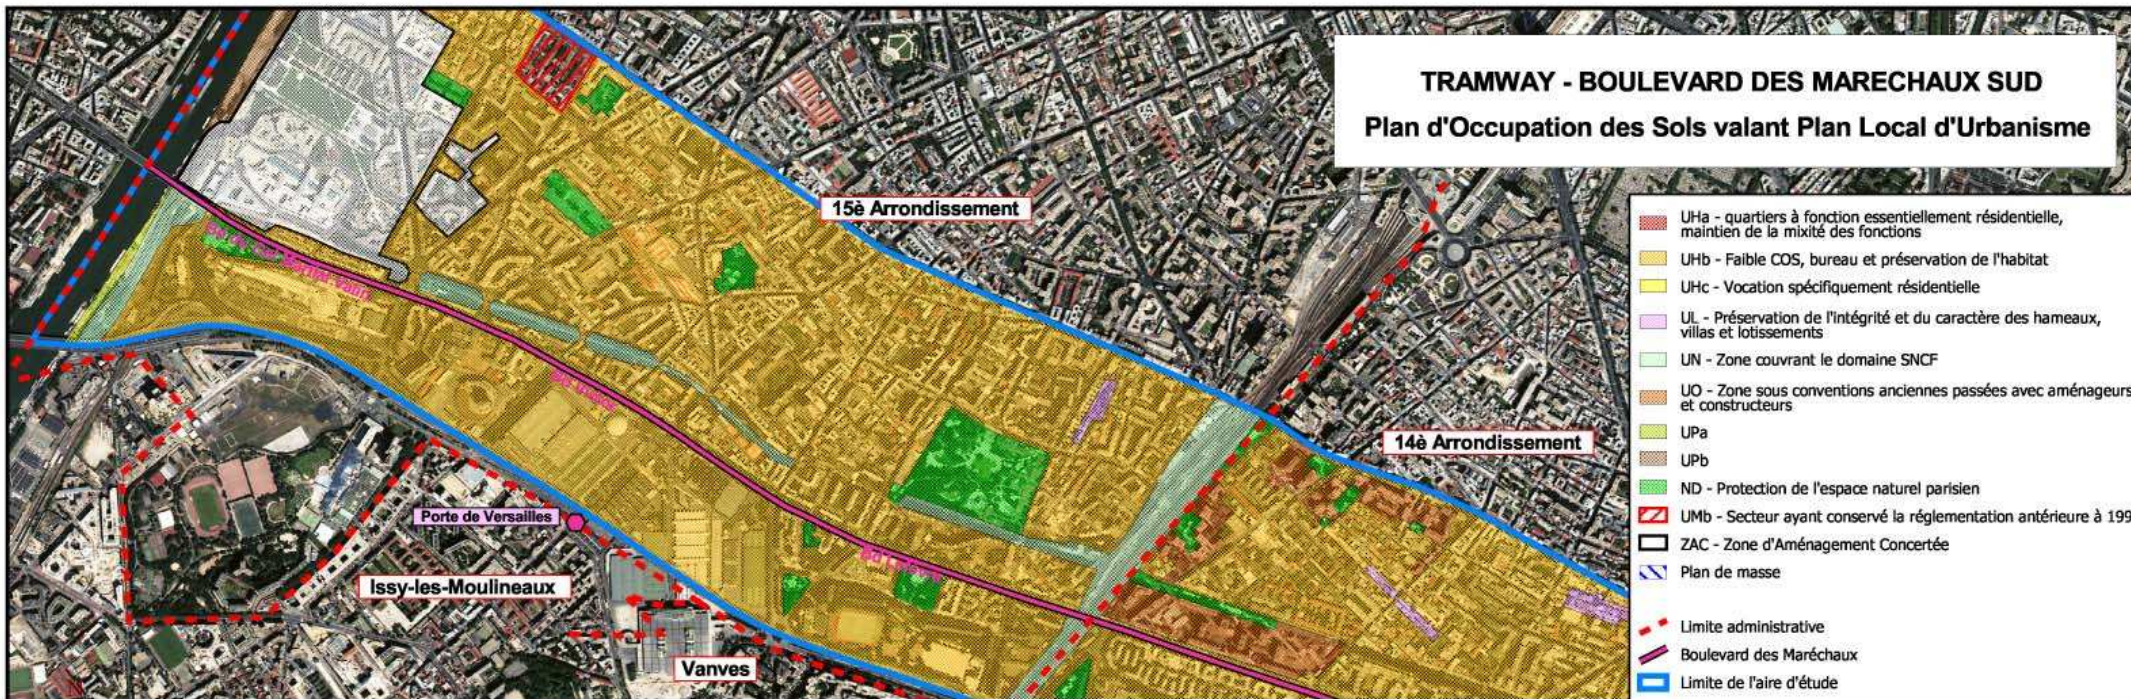 TRAMWAY - BOULEVARD DES MARECHAUX SUD
Plan d'Occupation des Sols valant Plan Local d'Urbanisme
15è Arrondissement
14è Arrondissement
Bd Victor
Bd Lefebvre
Porte de Versailles
Issy-les-Moulineaux
Vanves
UHa - quartiers à fonction essentiellement résidentielle,
maintien de la mixité des fonctions
UHb - Faible COS, bureau et préservation de l'habitat
UHc - Vocation spécifiquement résidentielle
UL - Préservation de l'intégrité et du caractère des hameaux,
villas et lotissements
UN - Zone couvrant le domaine SNCF
UO - Zone sous conventions anciennes passées avec aménageurs
et constructeurs
UPa
UPb
ND - Protection de l'espace naturel parisien
UMb - Secteur ayant conservé la réglementation antérieure à 199
ZAC - Zone d'Aménagement Concertée
Plan de masse
Limite administrative
Boulevard des Maréchaux
Limite de l'aire d'étude